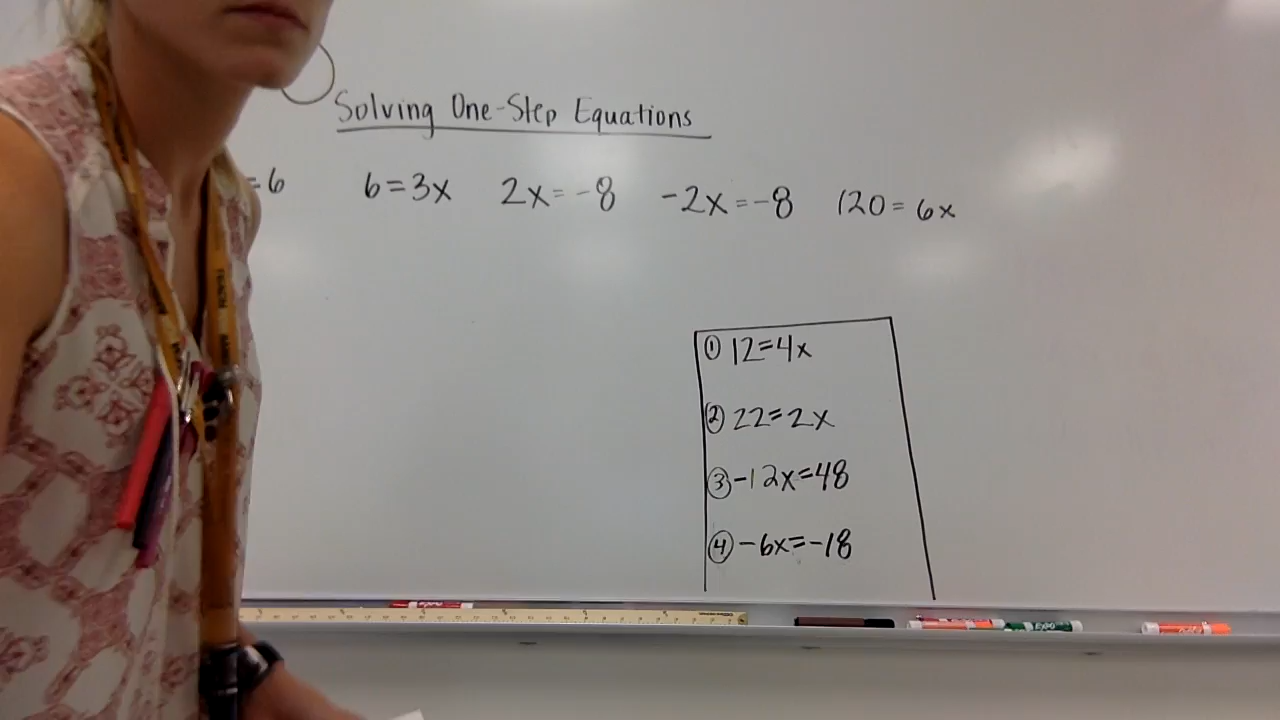 Solving One-Step Equations
=6 6=3x 2x=-8 -2x=-8 120=6x
① 12=4x
② 22=2x
③ -12x=48
④ -6x=-18
EXPO